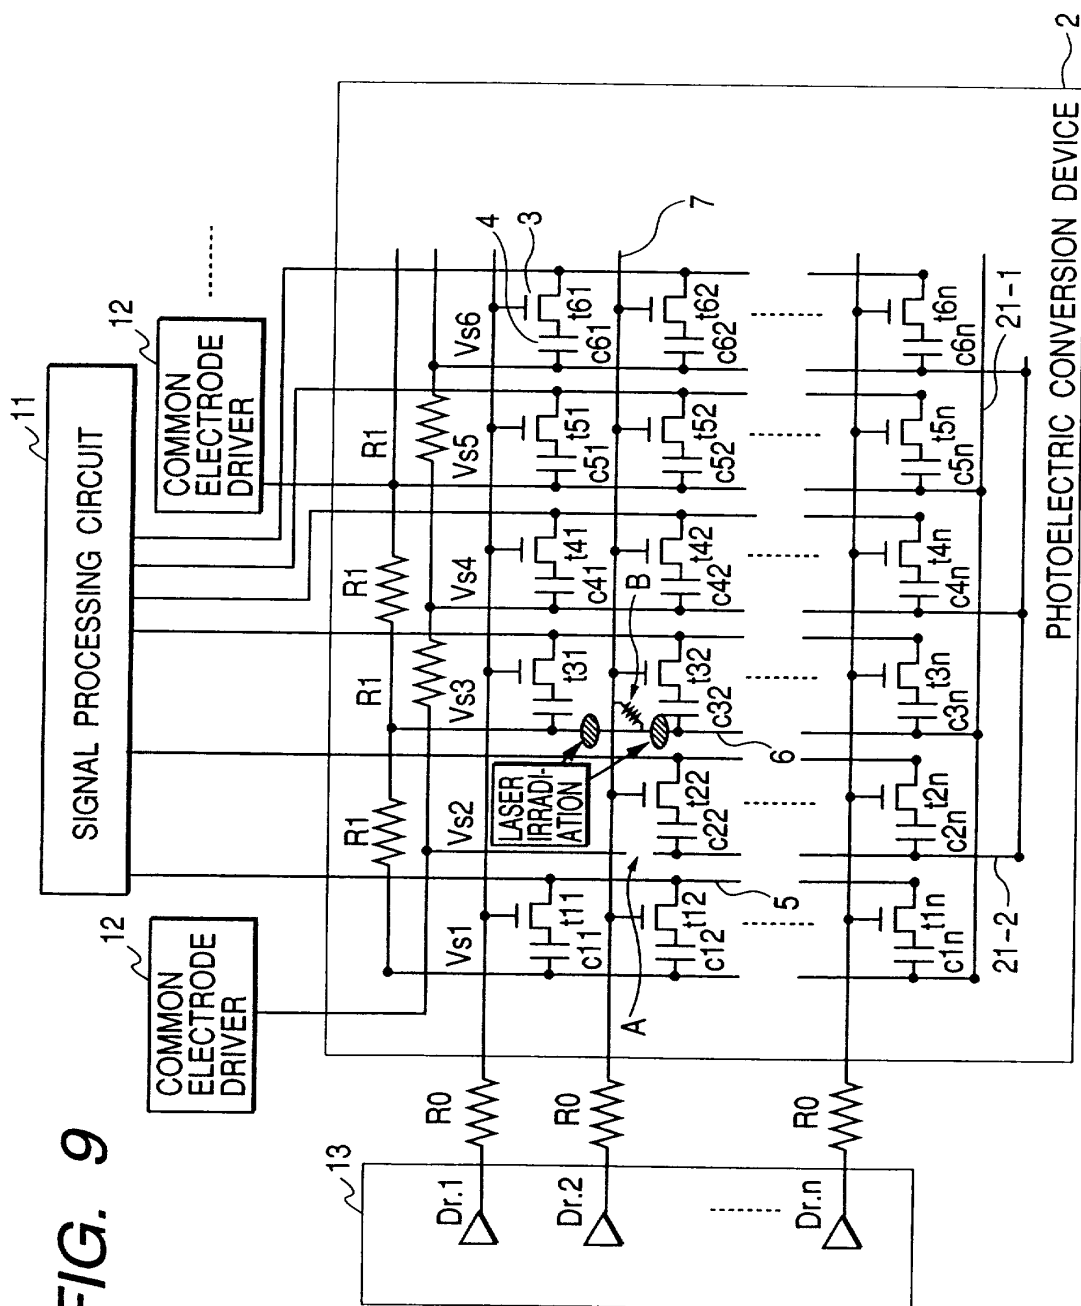 FIG. 9
11
SIGNAL PROCESSING CIRCUIT
12
COMMON
ELECTRODE
DRIVER
12
COMMON
ELECTRODE
DRIVER
2
PHOTOELECTRIC CONVERSION DEVICE
R1
R1
R1
R1
Vs1
Vs2
Vs3
Vs4
Vs5
Vs6
4
3
13
Dr.1
R0
t11
c11
t31
t41
c41
t51
c51
t61
c61
LASER
IRRADI-
ATION
B
7
Dr.2
R0
A
t12
c12
t22
c22
t32
c32
t42
c42
t52
c52
t62
c62
5
6
Dr.n
R0
t1n
c1n
t2n
c2n
t3n
c3n
t4n
c4n
t5n
c5n
t6n
c6n
21-2
21-1